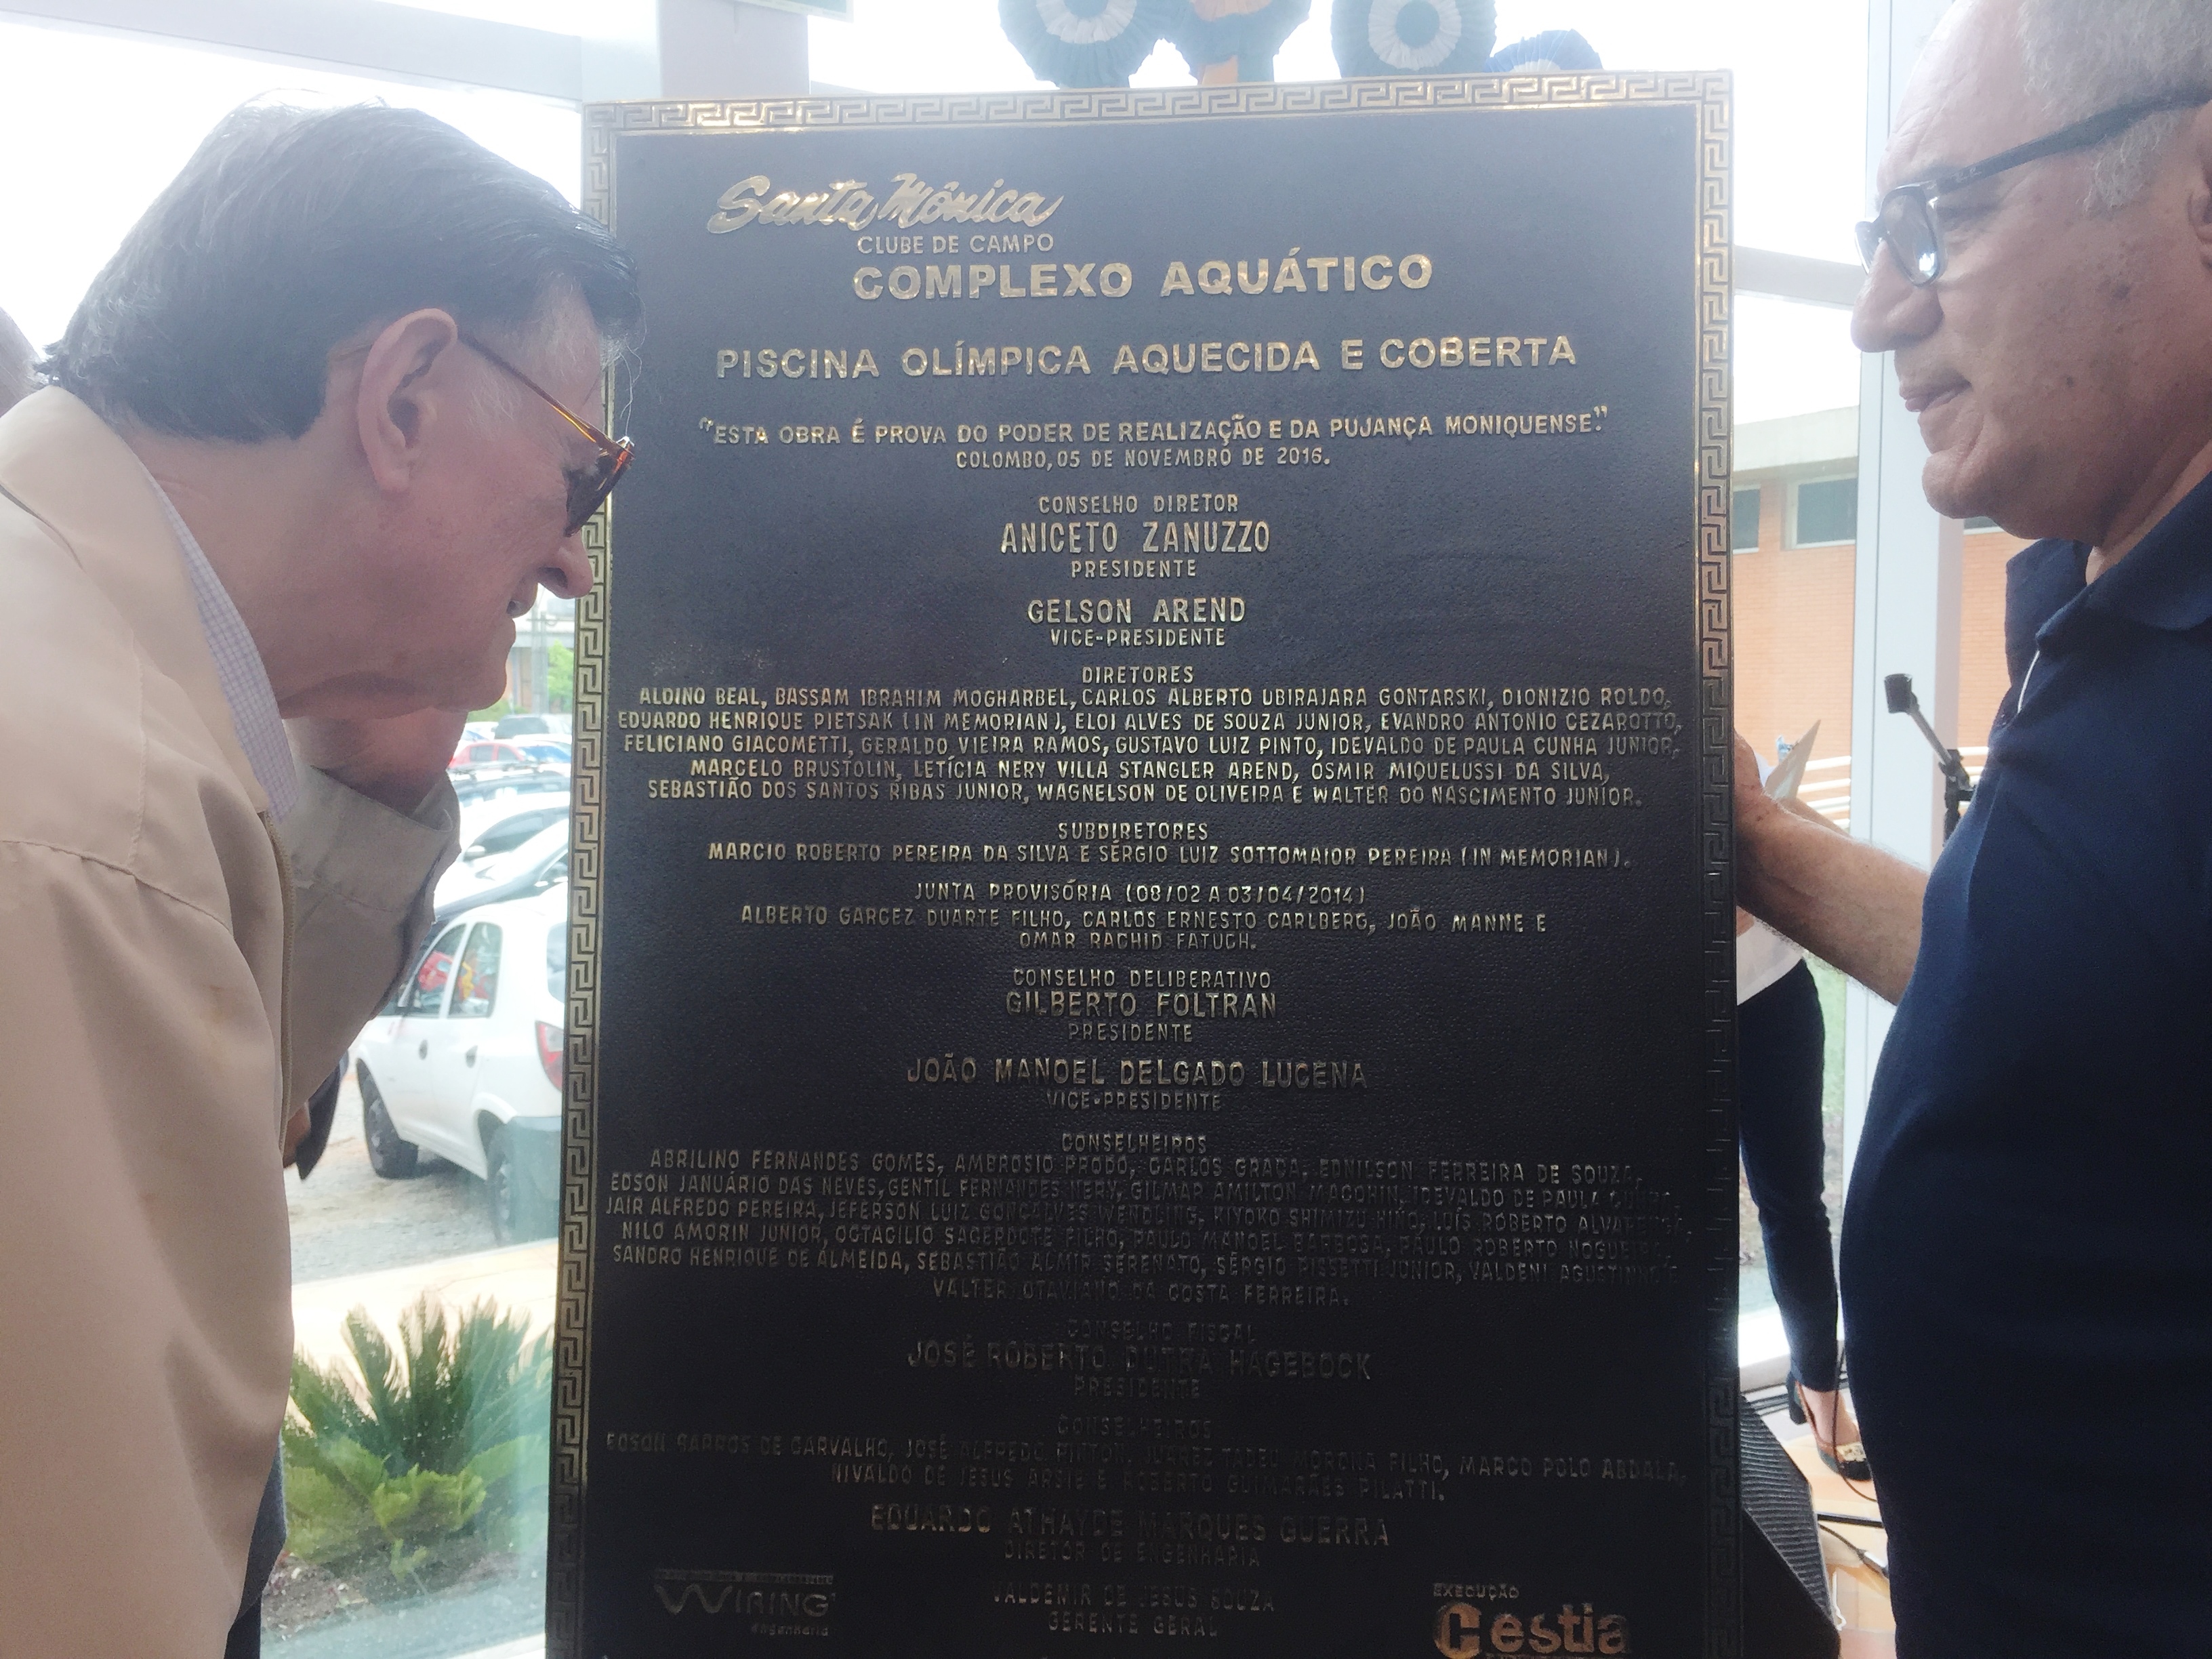 Santa Mônica
CLUBE DE CAMPO
COMPLEXO AQUÁTICO
PISCINA OLÍMPICA AQUECIDA E COBERTA
"ESTA OBRA É PROVA DO PODER DE REALIZAÇÃO E DA PUJANÇA MONIQUENSE."
COLOMBO, 05 DE NOVEMBRO DE 2016.
CONSELHO DIRETOR
ANICETO ZANUZZO
PRESIDENTE
GELSON AREND
VICE-PRESIDENTE
DIRETORES
ALDINO BEAL, BASSAM IBRAHIM MOGHARBEL, CARLOS ALBERTO UBIRAJARA GONTARSKI, DIONIZIO ROLDO,
EDUARDO HENRIQUE PIETSAK (IN MEMORIAN), ELOI ALVES DE SOUZA JUNIOR, EVANDRO ANTONIO CEZAROTTO,
FELICIANO GIACOMETTI, GERALDO VIEIRA RAMOS, GUSTAVO LUIZ PINTO, IDEVALDO DE PAULA CUNHA JUNIOR,
MARCELO BRUSTOLIN, LETÍCIA NERY VILLA STANGLER AREND, OSMIR MIQUELUSSI DA SILVA,
SEBASTIÃO DOS SANTOS RIBAS JUNIOR, WAGNELSON DE OLIVEIRA E WALTER DO NASCIMENTO JUNIOR.
SUBDIRETORES
MARCIO ROBERTO PEREIRA DA SILVA E SÉRGIO LUIZ SOTTOMAIOR PEREIRA (IN MEMORIAN).
JUNTA PROVISÓRIA (08/02 A 03/04/2014)
ALBERTO GARCEZ DUARTE FILHO, CARLOS ERNESTO CARLBERG, JOÃO MANNE E
OMAR RACHID FATUCH.
CONSELHO DELIBERATIVO
GILBERTO FOLTRAN
PRESIDENTE
JOÃO MANOEL DELGADO LUCENA
VICE-PRESIDENTE
CONSELHEIROS
ABRILINO FERNANDES GOMES, AMBROSIO PRODO, CARLOS GRACA, EDNILSON FERREIRA DE SOUZA,
EDSON JANUÁRIO DAS NEVES, GENTIL FERNANDES NERY, GILMAR AMILTON MACCHIN, IDEVALDO DE PAULA CUNHA,
JAIR ALFREDO PEREIRA, JEFERSON LUIZ GONÇALVES WENDLING, KIYOKO SHIMIZU HINO, LUÍS ROBERTO
NILO AMORIN JUNIOR, OCTACILIO SACERDOTE FILHO, PAULO MANOEL BARBOSA, PAULO ROBERTO
SANDRO HENRIQUE DE ALMEIDA, SEBASTIÃO ALMIR SERENATO, SÉRGIO PISSETTI JUNIOR, VALDENI AGUSTINHO E
VALTER OTAVIANO DA COSTA FERREIRA.
CONSELHO FISCAL
JOSÉ ROBERTO DUTRA HAGEBOCK
PRESIDENTE
CONSELHEIROS
EDSON BARROS DE CARVALHO, JOSÉ ALFREDO JUAREZ TADEU MORONA FILHO, MARCO POLO ABDALA,
NIVALDO DE JESUS ARSIE E ROBERTO GUIMARÃES PILATTI.
EDUARDO ATHAYDE MARQUES GUERRA
DIRETOR DE ENGENHARIA
VALDEMIR DE JESUS SOUZA
GERENTE GERAL
WIRING
engenharia
EXECUÇÃO
Cestia